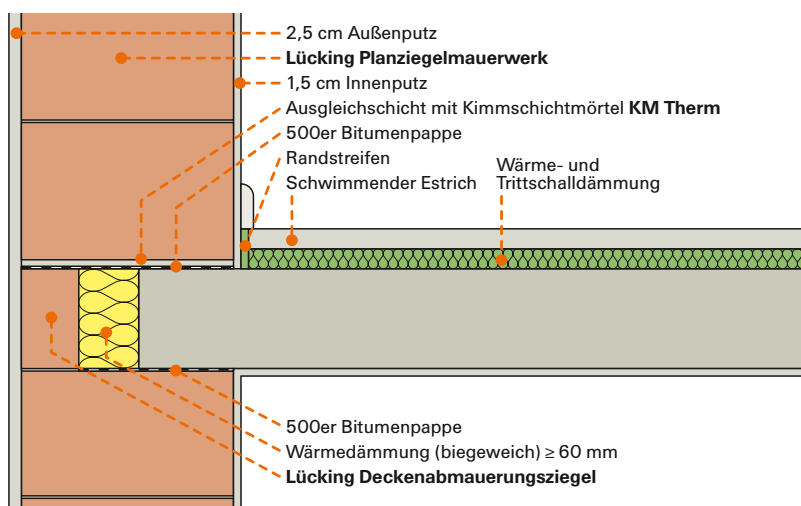 2,5 cm Außenputz
Lücking Planziegelmauerwerk
1,5 cm Innenputz
Ausgleichschicht mit Kimmschichtmörtel KM Therm
500er Bitumenpappe
Randstreifen
Schwimmender Estrich
Wärme- und
Trittschalldämmung
500er Bitumenpappe
Wärmedämmung (biegeweich) ≥ 60 mm
Lücking Deckenabmauerungsziegel